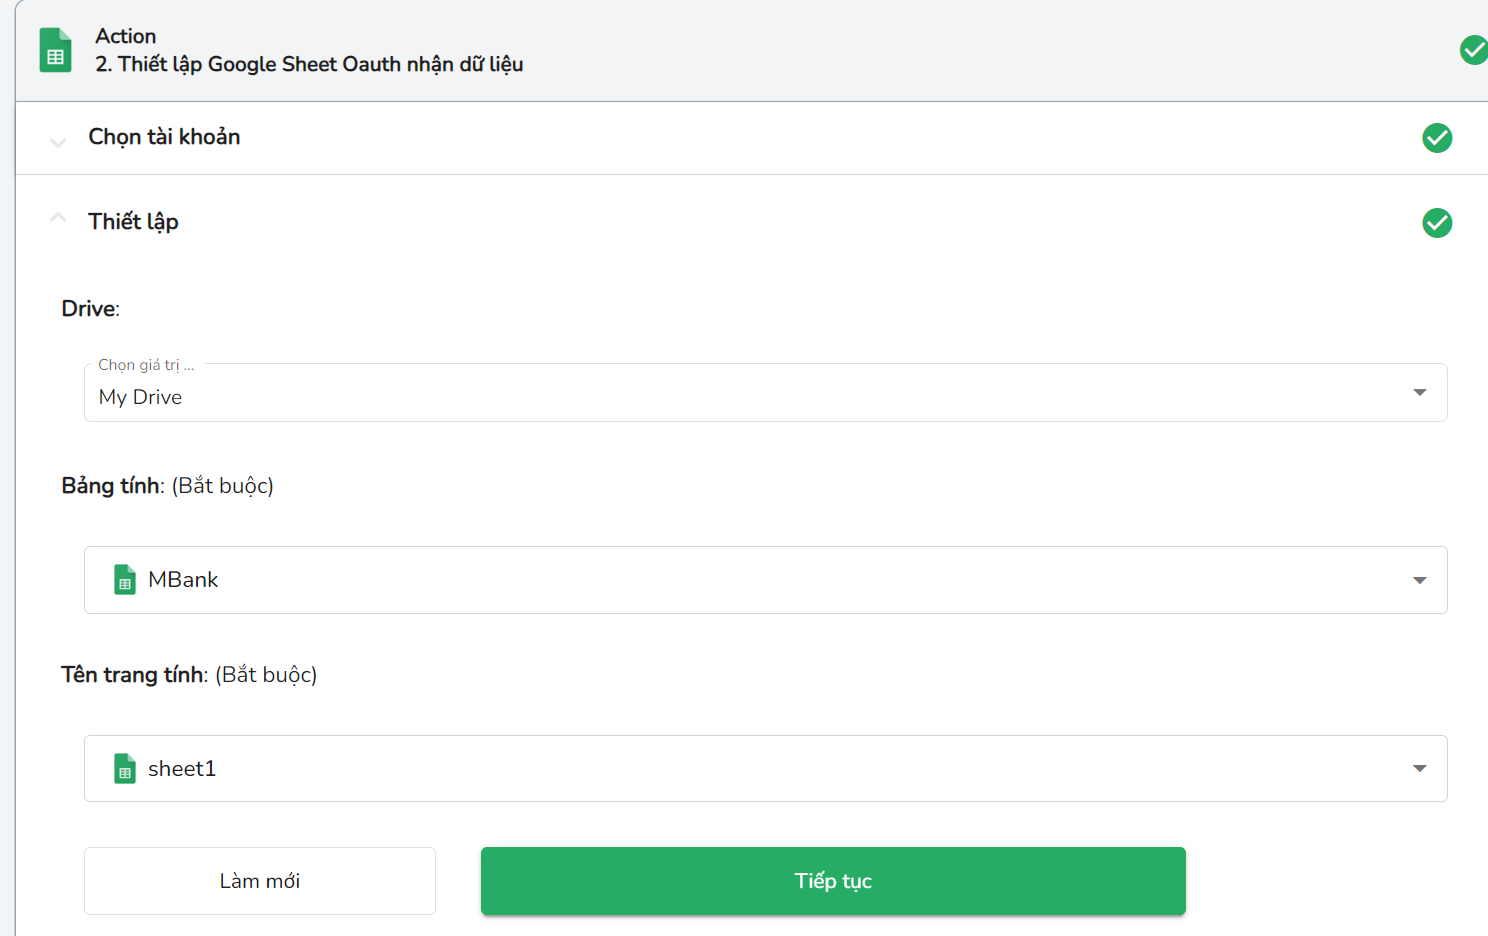 Action
2. Thiết lập Google Sheet Oauth nhận dữ liệu
Chọn tài khoản
Thiết lập
Drive:
Chọn giá trị ...
My Drive
Bảng tính: (Bắt buộc)
MBank
Tên trang tính: (Bắt buộc)
sheet1
Làm mới
Tiếp tục